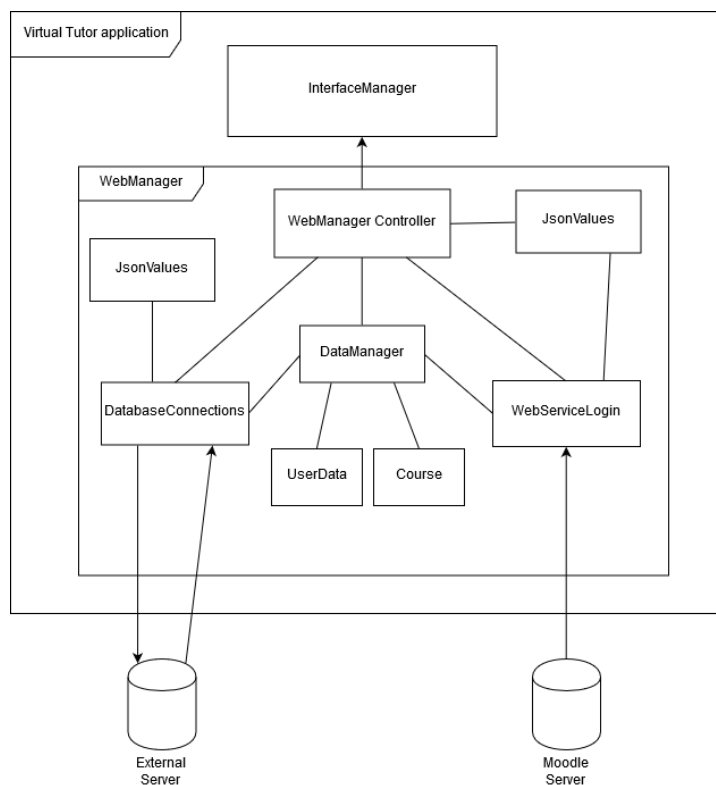 Virtual Tutor application
InterfaceManager
WebManager
WebManager Controller
JsonValues
JsonValues
DataManager
DatabaseConnections
WebServiceLogin
UserData
Course
External
Server
Moodle
Server